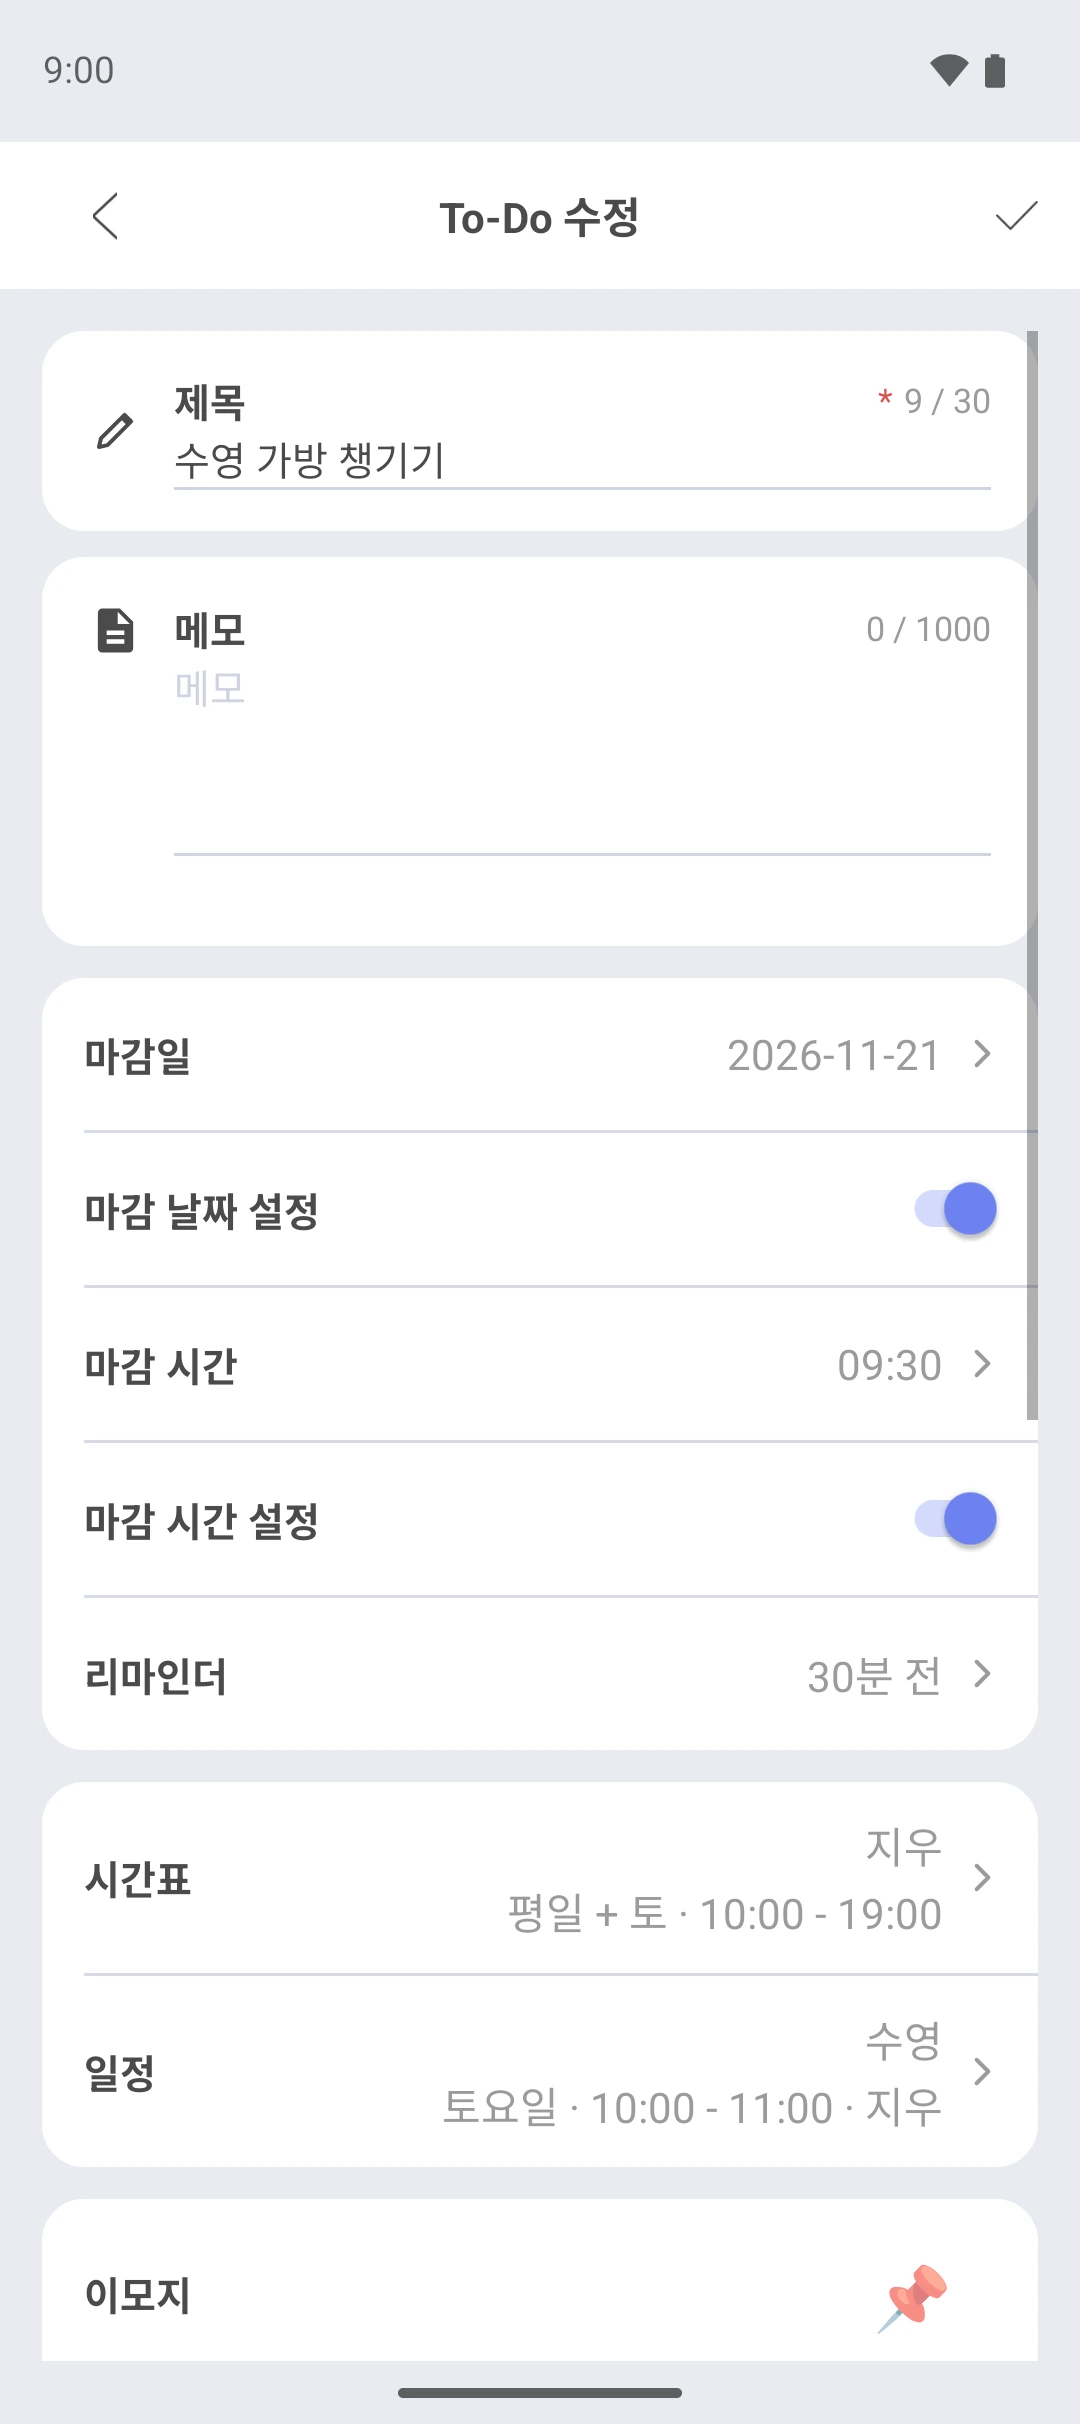 9:00
To-Do 수정
제목
* 9 / 30
수영 가방 챙기기
메모
0 / 1000
메모
마감일
2026-11-21
마감 날짜 설정
마감 시간
09:30
마감 시간 설정
리마인더
30분 전
시간표
지우
평일 + 토 · 10:00 - 19:00
일정
수영
토요일 · 10:00 - 11:00 · 지우
이모지